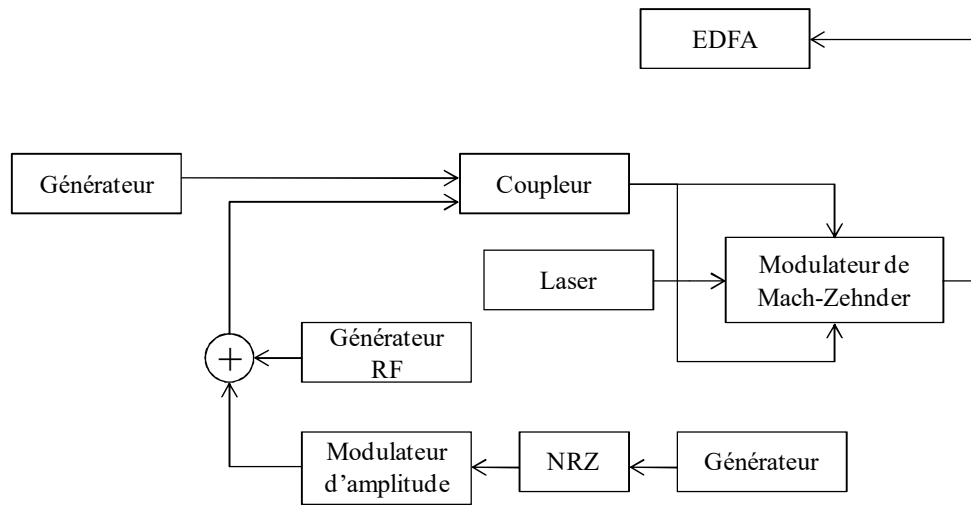 EDFA
Générateur
Coupleur
Laser
Modulateur de
Mach-Zehnder
Générateur
RF
+
Modulateur
d’amplitude
NRZ
Générateur